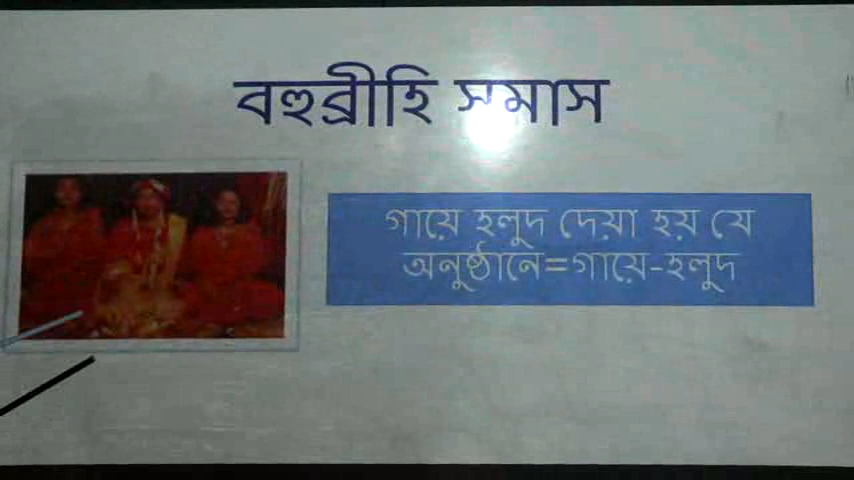 বহুব্রীহি সমাস
গায়ে হলুদ দেয়া হয় যে
অনুষ্ঠানে=গায়ে-হলুদ